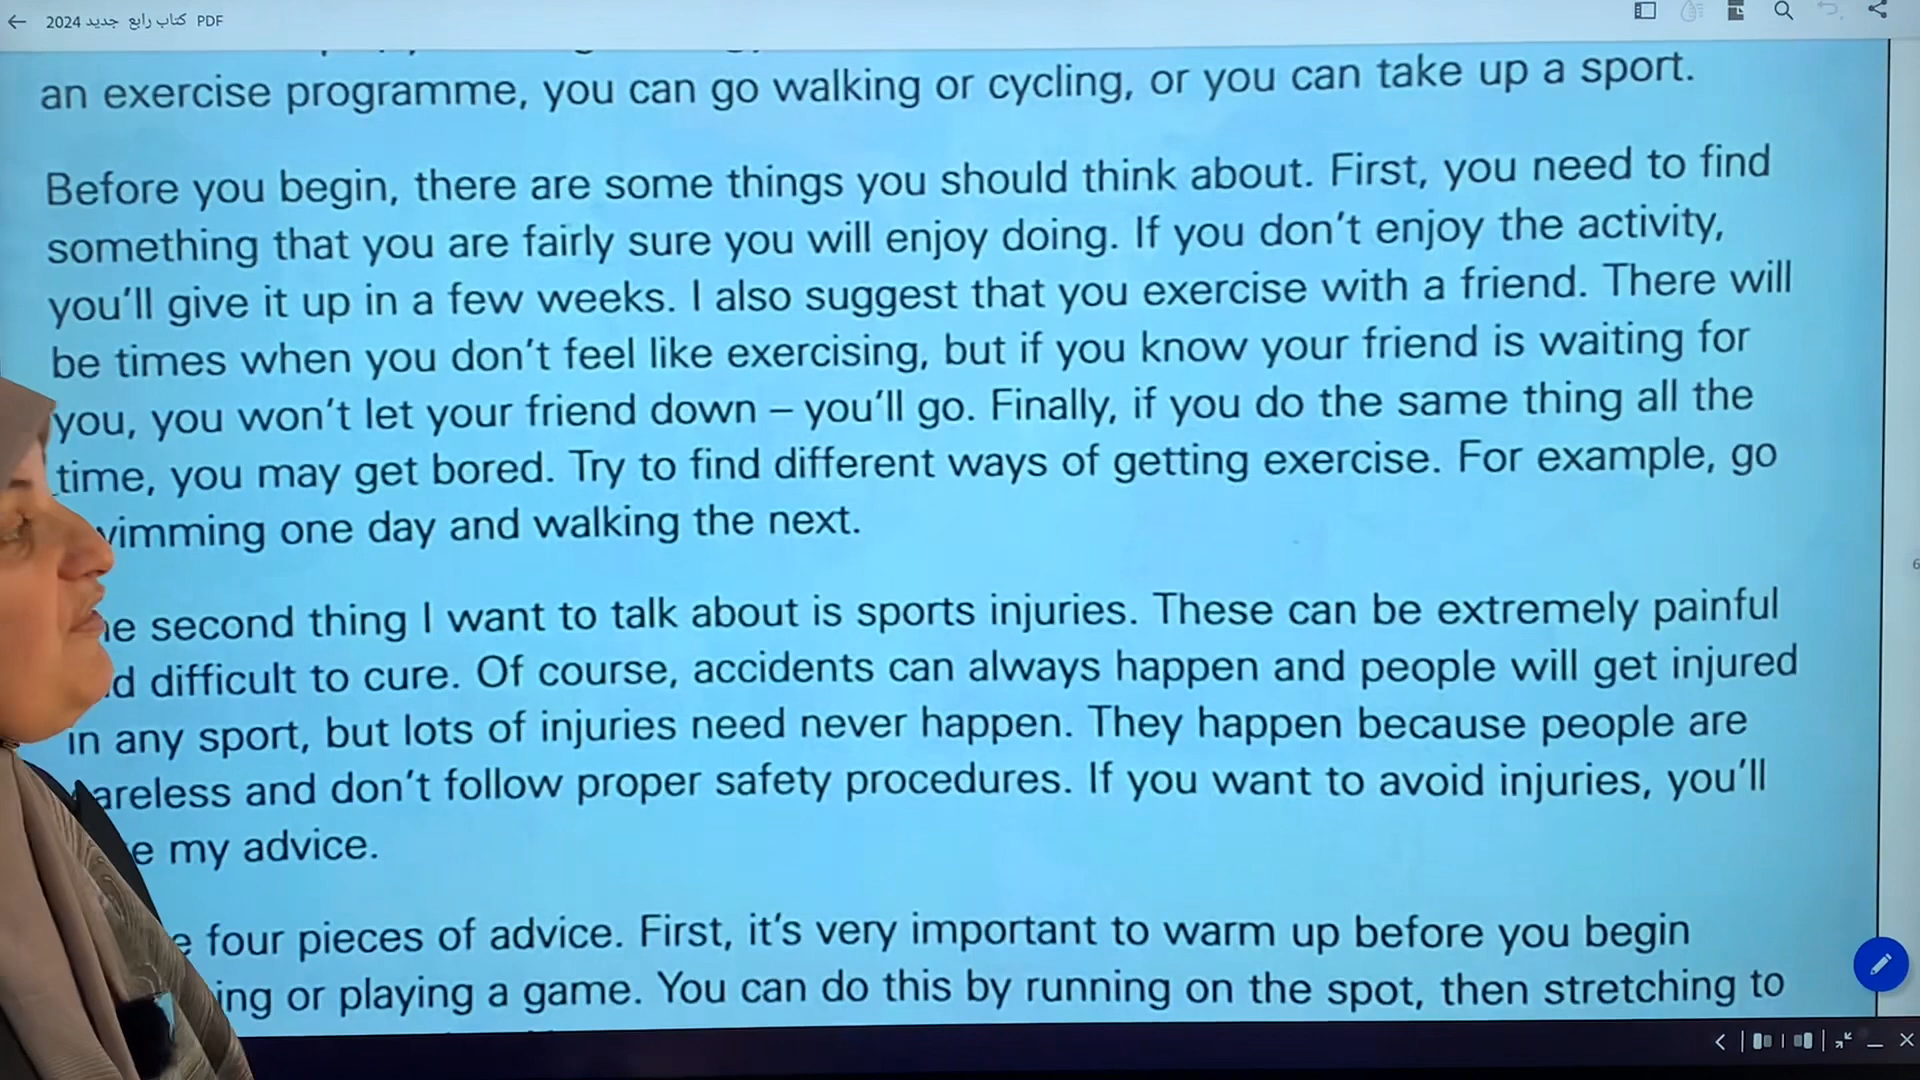 كتاب رابع جديد 2024 PDF
an exercise programme, you can go walking or cycling, or you can take up a sport.
Before you begin, there are some things you should think about. First, you need to find
something that you are fairly sure you will enjoy doing. If you don't enjoy the activity,
you'll give it up in a few weeks. I also suggest that you exercise with a friend. There will
be times when you don't feel like exercising, but if you know your friend is waiting for
you, you won't let your friend down – you'll go. Finally, if you do the same thing all the
time, you may get bored. Try to find different ways of getting exercise. For example, go
one day and walking the next.
second thing I want to talk about is sports injuries. These can be extremely painful
difficult to cure. Of course, accidents can always happen and people will get injured
in any sport, but lots of injuries need never happen. They happen because people are
areless and don't follow proper safety procedures. If you want to avoid injuries, you'll
my advice.
four pieces of advice. First, it's very important to warm up before you begin
or playing a game. You can do this by running on the spot, then stretching to
6